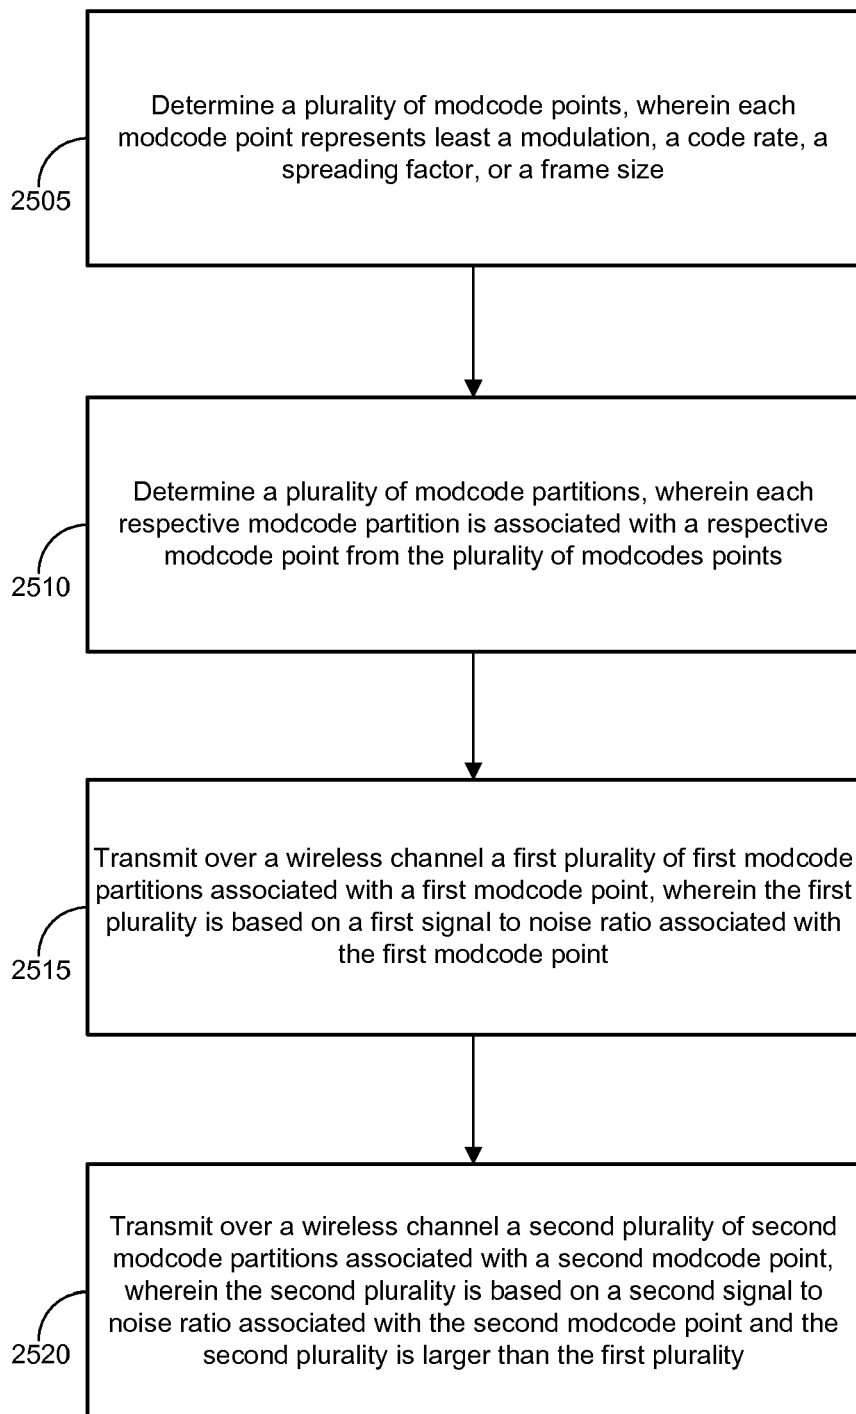 Determine a plurality of modcode points, wherein each
modcode point represents least a modulation, a code rate, a
spreading factor, or a frame size
2505
Determine a plurality of modcode partitions, wherein each
respective modcode partition is associated with a respective
modcode point from the plurality of modcodes points
2510
Transmit over a wireless channel a first plurality of first modcode
partitions associated with a first modcode point, wherein the first
plurality is based on a first signal to noise ratio associated with
the first modcode point
2515
Transmit over a wireless channel a second plurality of second
modcode partitions associated with a second modcode point,
wherein the second plurality is based on a second signal to
noise ratio associated with the second modcode point and the
second plurality is larger than the first plurality
2520